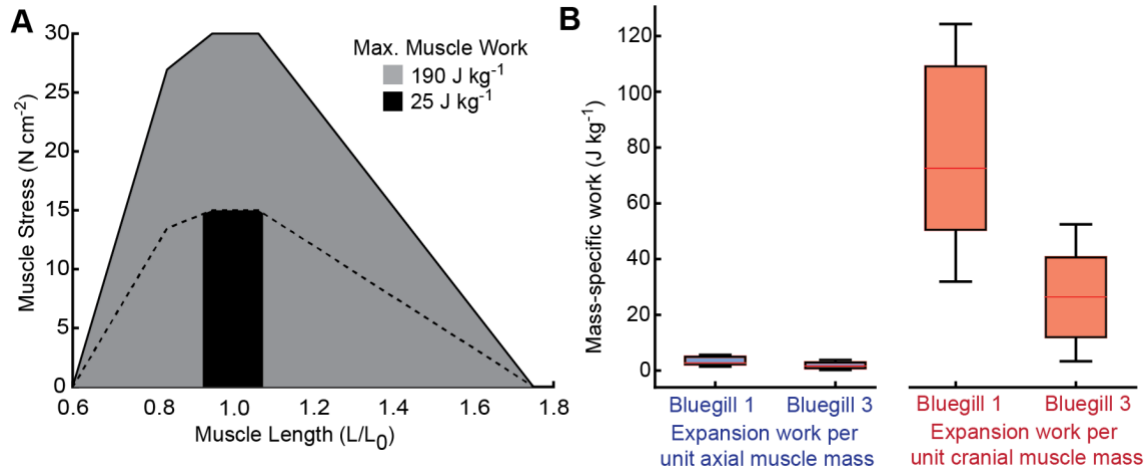 A
Muscle Stress (N cm⁻²)
30
25
20
15
10
5
0
0.6
0.8
1.0
1.2
1.4
1.6
1.8
Muscle Length (L/L₀)
Max. Muscle Work
190 J kg⁻¹
25 J kg⁻¹
B
Mass-specific work (J kg⁻¹)
120
100
80
60
40
20
0
Bluegill 1
Bluegill 3
Expansion work per
unit axial muscle mass
Bluegill 1
Bluegill 3
Expansion work per
unit cranial muscle mass